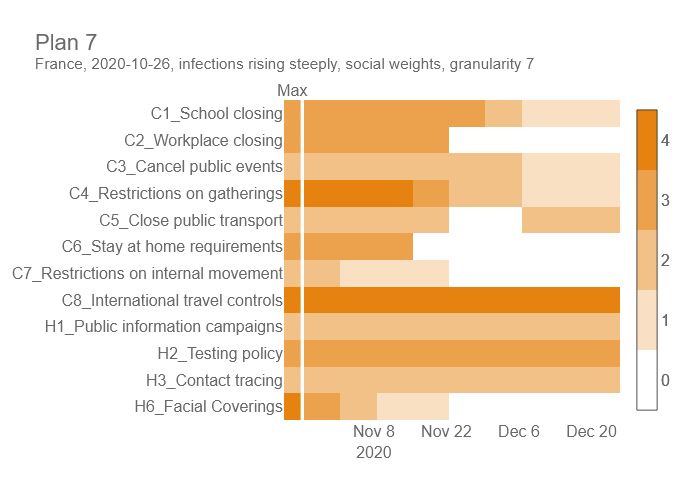 Plan 7
France, 2020-10-26, infections rising steeply, social weights, granularity 7
Max
C1_School closing
C2_Workplace closing
C3_Cancel public events
C4_Restrictions on gatherings
C5_Close public transport
C6_Stay at home requirements
C7_Restrictions on internal movement
C8_International travel controls
H1_Public information campaigns
H2_Testing policy
H3_Contact tracing
H6_Facial Coverings
Nov 8 Nov 22 Dec 6 Dec 20
2020
4
3
2
1
0